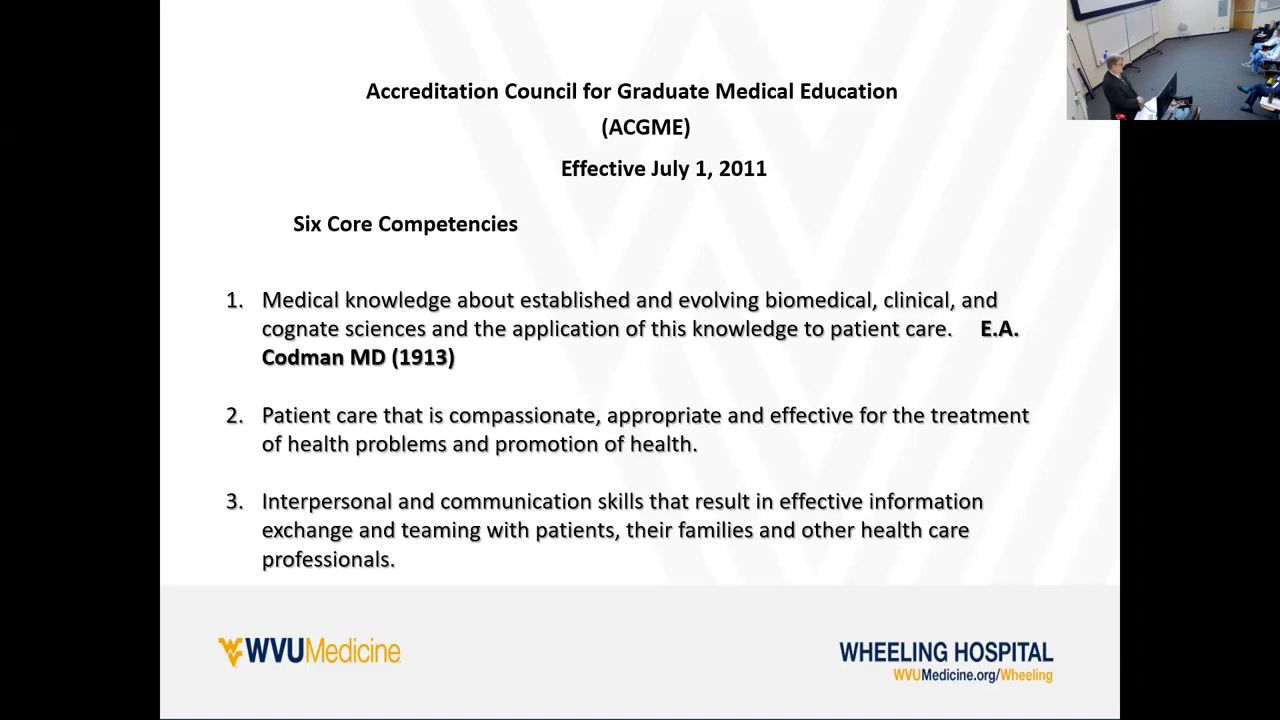 Accreditation Council for Graduate Medical Education
(ACGME)
Effective July 1, 2011
Six Core Competencies
1. Medical knowledge about established and evolving biomedical, clinical, and
cognate sciences and the application of this knowledge to patient care. E.A.
Codman MD (1913)
2. Patient care that is compassionate, appropriate and effective for the treatment
of health problems and promotion of health.
3. Interpersonal and communication skills that result in effective information
exchange and teaming with patients, their families and other health care
professionals.
WVUMedicine
WHEELING HOSPITAL
WVUMedicine.org/Wheeling